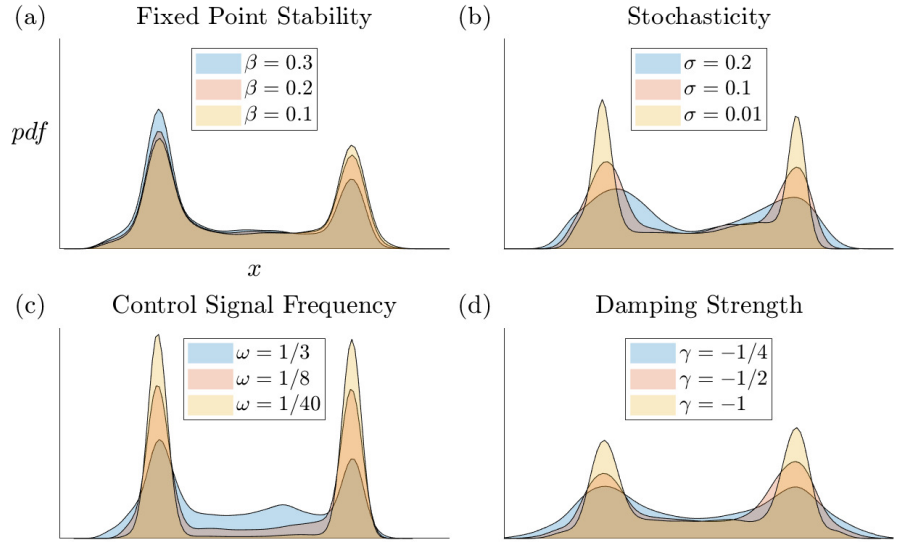 (a) Fixed Point Stability
β = 0.3
β = 0.2
β = 0.1
pdf
x
(b) Stochasticity
σ = 0.2
σ = 0.1
σ = 0.01
(c) Control Signal Frequency
ω = 1/3
ω = 1/8
ω = 1/40
(d) Damping Strength
γ = −1/4
γ = −1/2
γ = −1